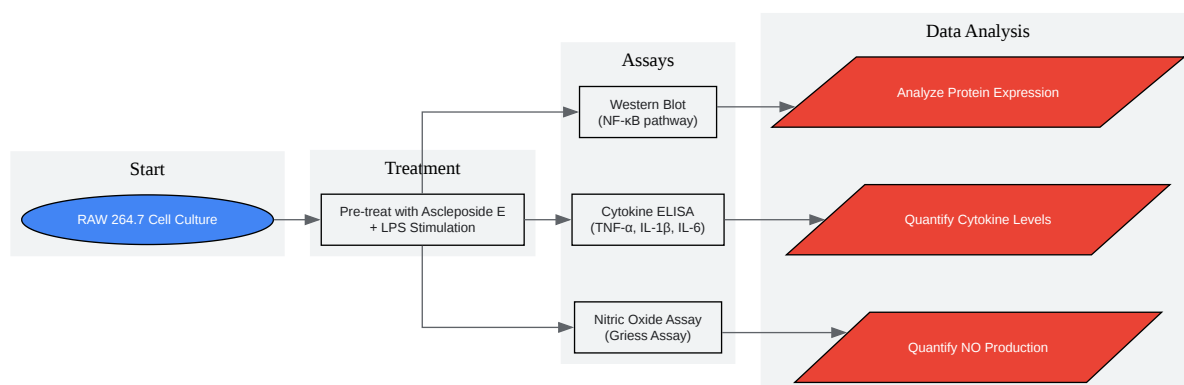 Start
RAW 264.7 Cell Culture
Treatment
Pre-treat with Ascleposide E
+ LPS Stimulation
Assays
Western Blot
(NF-κB pathway)
Cytokine ELISA
(TNF-α, IL-1β, IL-6)
Nitric Oxide Assay
(Griess Assay)
Data Analysis
Analyze Protein Expression
Quantify Cytokine Levels
Quantify NO Production